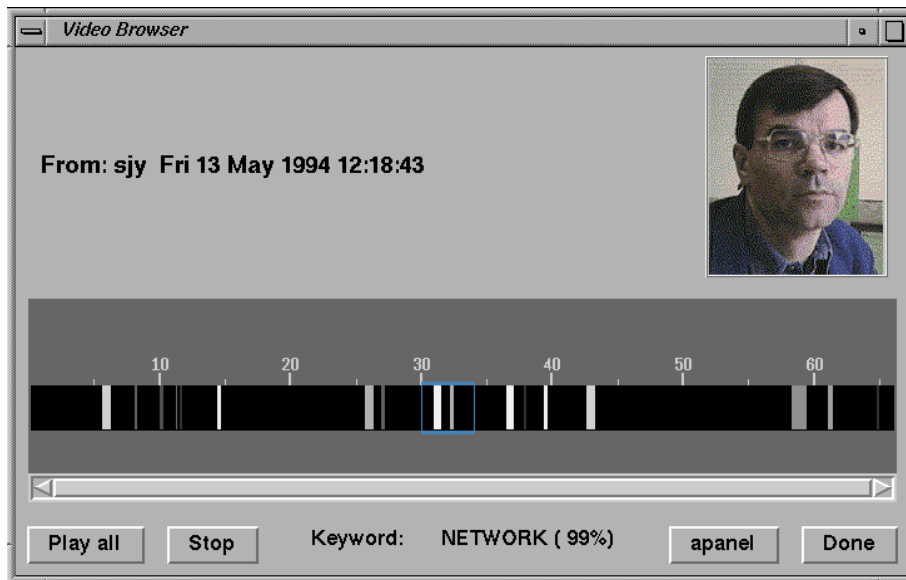 Video Browser
From: sjy Fri 13 May 1994 12:18:43
10 20 30 40 50 60
Play all Stop Keyword: NETWORK ( 99%) apanel Done